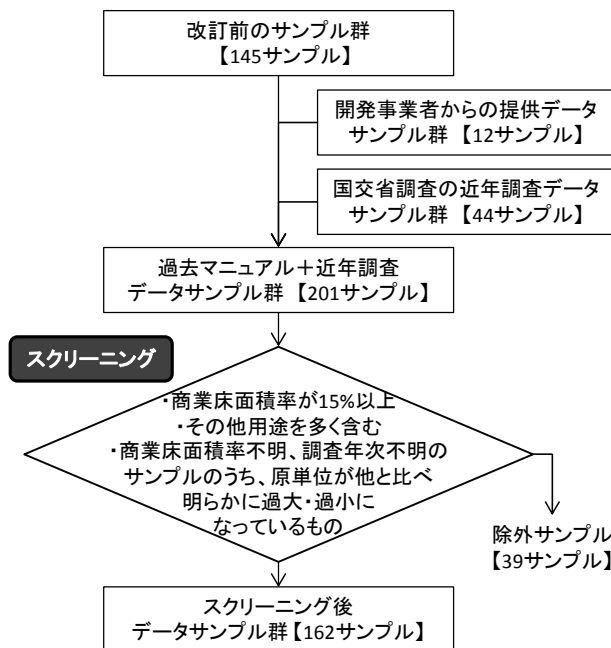 改訂前のサンプル群
【145サンプル】
開発事業者からの提供データ
サンプル群 【12サンプル】
国交省調査の近年調査データ
サンプル群 【44サンプル】
過去マニュアル＋近年調査
データサンプル群 【201サンプル】
スクリーニング
・商業床面積率が15%以上
・その他用途を多く含む
・商業床面積率不明、調査年次不明の
サンプルのうち、原単位が他と比べ
明らかに過大・過小に
なっているもの
除外サンプル
【39サンプル】
スクリーニング後
データサンプル群【162サンプル】